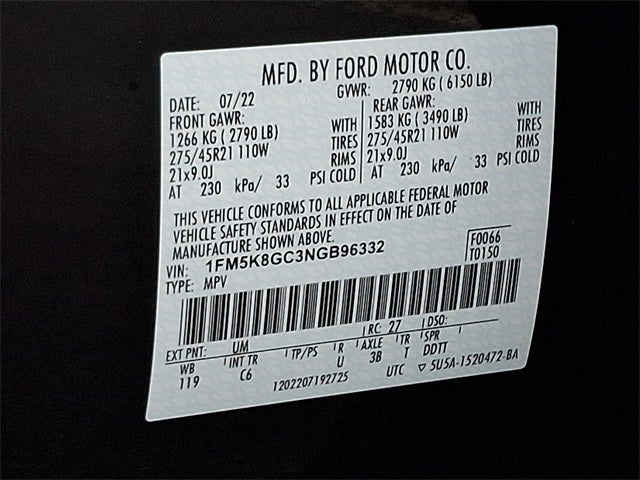 MFD. BY FORD MOTOR CO.
DATE: 07/22 GVWR: 2790 KG ( 6150 LB)
FRONT GAWR: REAR GAWR:
1266 KG ( 2790 LB) WITH 1583 KG ( 3490 LB) WITH
275/45R21 110W TIRES 275/45R21 110W TIRES
21x9.0J RIMS 21x9.0J RIMS
AT 230 kPa/ 33 PSI COLD AT 230 kPa/ 33 PSI COLD
THIS VEHICLE CONFORMS TO ALL APPLICABLE FEDERAL MOTOR
VEHICLE SAFETY STANDARDS IN EFFECT ON THE DATE OF
MANUFACTURE SHOWN ABOVE.
VIN: 1FM5K8GC3NGB96332 F0066
TYPE: MPV T0150
EXT PNT: UM RC: 27 DSO:
WB INT TR TP/PS R AXLE TR SPR
119 C6 U 3B T DDTT
1202207192725 UTC ▽ 5U5A-1520472-BA